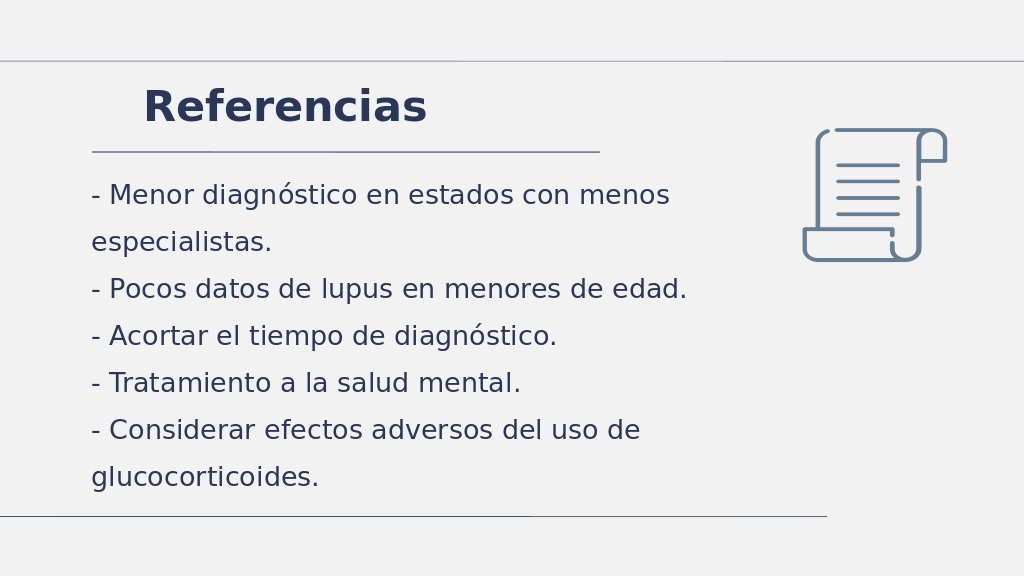 Referencias
- Menor diagnóstico en estados con menos
especialistas.
- Pocos datos de lupus en menores de edad.
- Acortar el tiempo de diagnóstico.
- Tratamiento a la salud mental.
- Considerar efectos adversos del uso de
glucocorticoides.